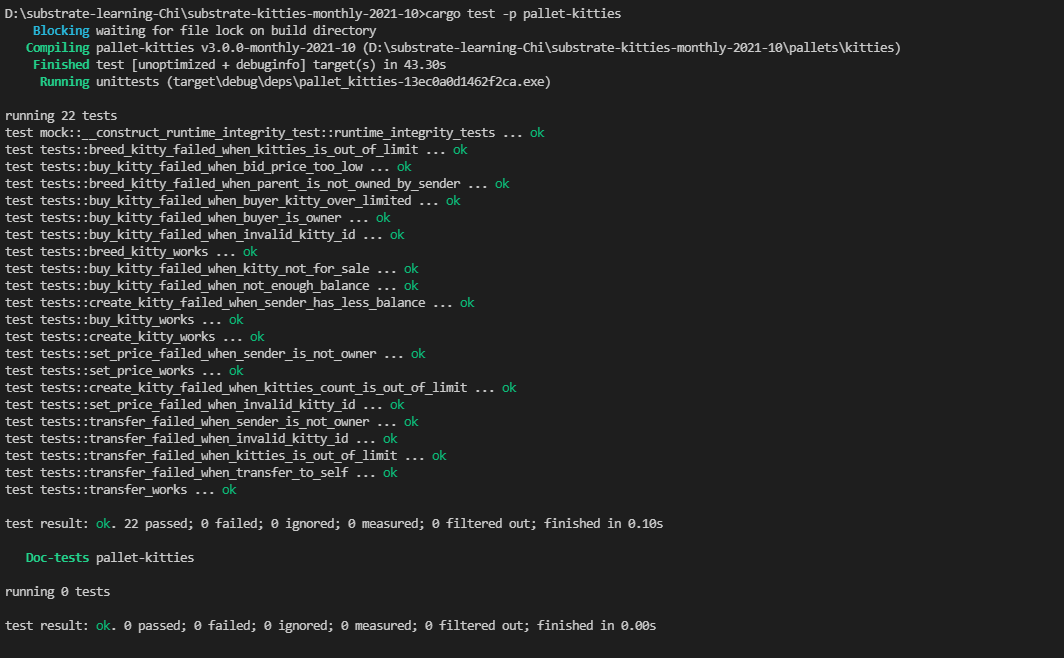 D:\substrate-learning-Chi\substrate-kitties-monthly-2021-10>cargo test -p pallet-kitties
Blocking waiting for file lock on build directory
Compiling pallet-kitties v3.0.0-monthly-2021-10 (D:\substrate-learning-Chi\substrate-kitties-monthly-2021-10\pallets\kitties)
Finished test [unoptimized + debuginfo] target(s) in 43.30s
Running unittests (target\debug\deps\pallet_kitties-13ec0a0d1462f2ca.exe)
running 22 tests
test mock::__construct_runtime_integrity_test::runtime_integrity_tests ... ok
test tests::breed_kitty_failed_when_kitties_is_out_of_limit ... ok
test tests::buy_kitty_failed_when_bid_price_too_low ... ok
test tests::breed_kitty_failed_when_parent_is_not_owned_by_sender ... ok
test tests::buy_kitty_failed_when_buyer_kitty_over_limited ... ok
test tests::buy_kitty_failed_when_buyer_is_owner ... ok
test tests::buy_kitty_failed_when_invalid_kitty_id ... ok
test tests::breed_kitty_works ... ok
test tests::buy_kitty_failed_when_kitty_not_for_sale ... ok
test tests::buy_kitty_failed_when_not_enough_balance ... ok
test tests::create_kitty_failed_when_sender_has_less_balance ... ok
test tests::buy_kitty_works ... ok
test tests::create_kitty_works ... ok
test tests::set_price_failed_when_sender_is_not_owner ... ok
test tests::set_price_works ... ok
test tests::create_kitty_failed_when_kitties_count_is_out_of_limit ... ok
test tests::set_price_failed_when_invalid_kitty_id ... ok
test tests::transfer_failed_when_sender_is_not_owner ... ok
test tests::transfer_failed_when_invalid_kitty_id ... ok
test tests::transfer_failed_when_kitties_is_out_of_limit ... ok
test tests::transfer_failed_when_transfer_to_self ... ok
test tests::transfer_works ... ok
test result: ok. 22 passed; 0 failed; 0 ignored; 0 measured; 0 filtered out; finished in 0.10s
Doc-tests pallet-kitties
running 0 tests
test result: ok. 0 passed; 0 failed; 0 ignored; 0 measured; 0 filtered out; finished in 0.00s